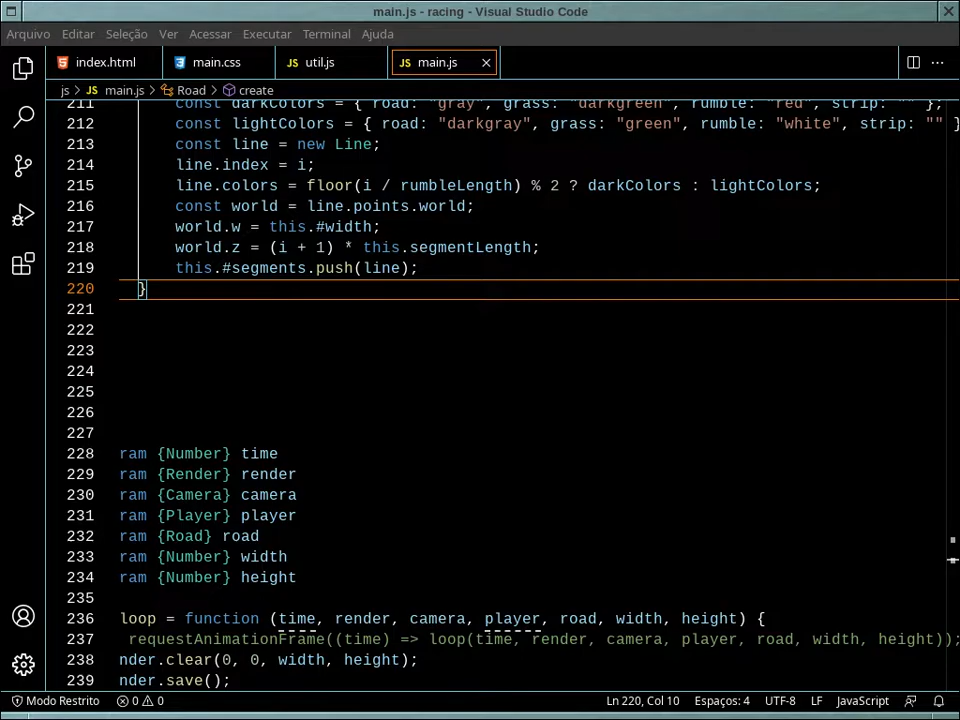 main.js - racing - Visual Studio Code
Arquivo Editar Seleção Ver Acessar Executar Terminal Ajuda
index.html main.css JS util.js JS main.js
js > JS main.js > Road > create
211 const darkColors = { road: "gray", grass: "darkgreen", rumble: "red", strip: "" };
212 const lightColors = { road: "darkgray", grass: "green", rumble: "white", strip: "" }
213 const line = new Line;
214 line.index = i;
215 line.colors = floor(i / rumbleLength) % 2 ? darkColors : lightColors;
216 const world = line.points.world;
217 world.w = this.#width;
218 world.z = (i + 1) * this.segmentLength;
219 this.#segments.push(line);
220 }
221
222
223
224
225
226
227
228 ram {Number} time
229 ram {Render} render
230 ram {Camera} camera
231 ram {Player} player
232 ram {Road} road
233 ram {Number} width
234 ram {Number} height
235
236 loop = function (time, render, camera, player, road, width, height) {
237 requestAnimationFrame((time) => loop(time, render, camera, player, road, width, height));
238 nder.clear(0, 0, width, height);
239 nder.save();
Modo Restrito 0 0 Ln 220, Col 10 Espaços: 4 UTF-8 LF JavaScript